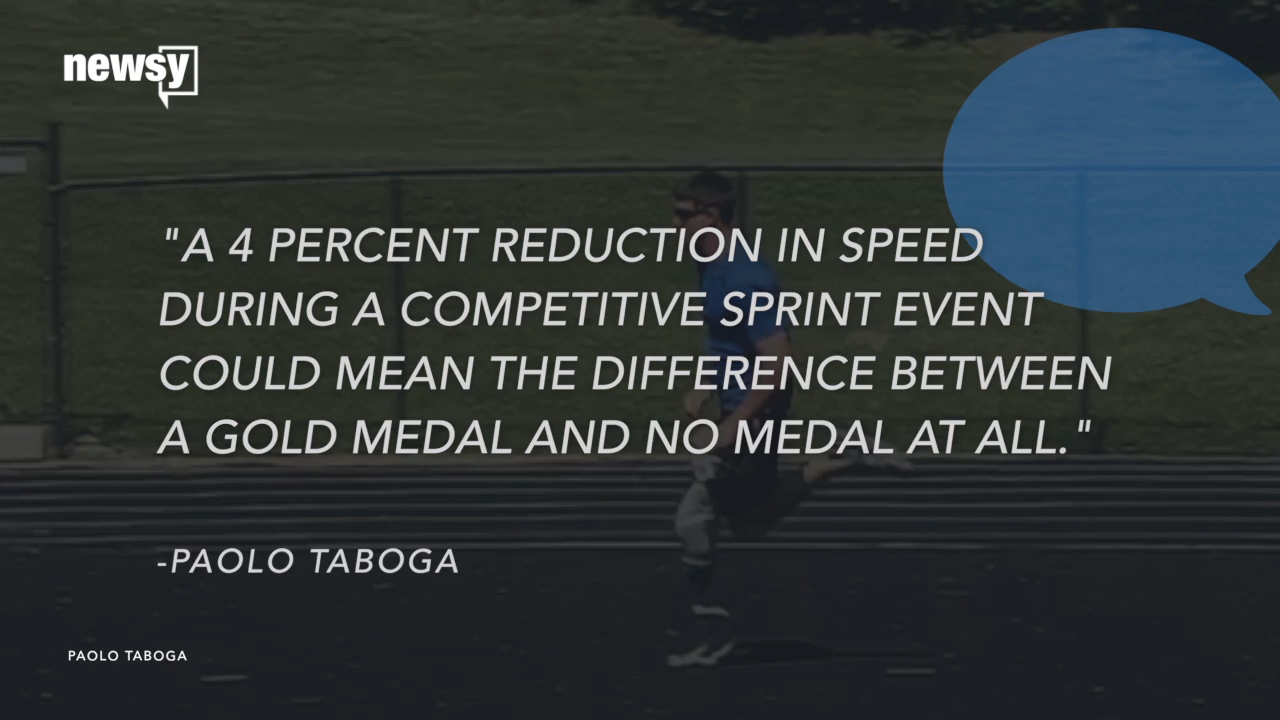 newsy
"A 4 PERCENT REDUCTION IN SPEED
DURING A COMPETITIVE SPRINT EVENT
COULD MEAN THE DIFFERENCE BETWEEN
A GOLD MEDAL AND NO MEDAL AT ALL."
-PAOLO TABOGA
PAOLO TABOGA